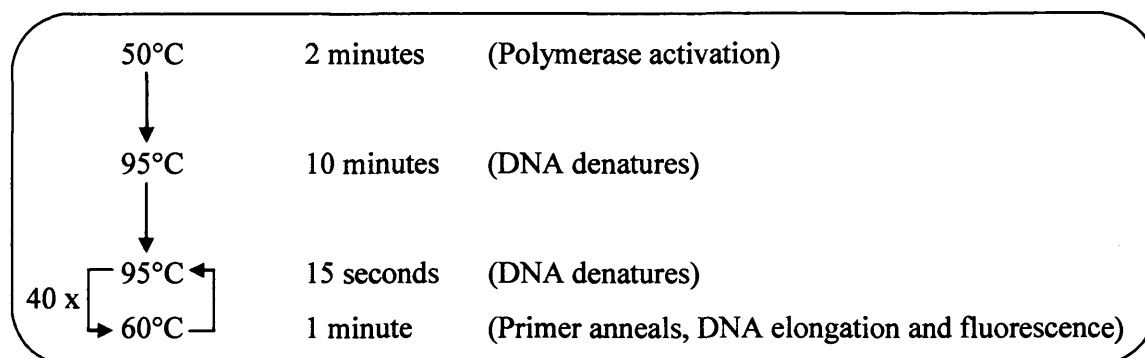 50°C 2 minutes (Polymerase activation)
95°C 10 minutes (DNA denatures)
95°C 15 seconds (DNA denatures)
40 x
60°C 1 minute (Primer anneals, DNA elongation and fluorescence)